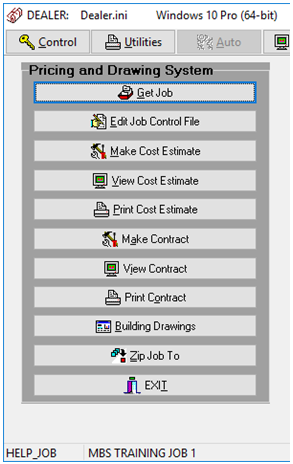 DEALER: Dealer.ini Windows 10 Pro (64-bit)
Control Utilities Auto
Pricing and Drawing System
Get Job
Edit Job Control File
Make Cost Estimate
View Cost Estimate
Print Cost Estimate
Make Contract
View Contract
Print Contract
Building Drawings
Zip Job To
EXIT
HELP_JOB MBS TRAINING JOB 1